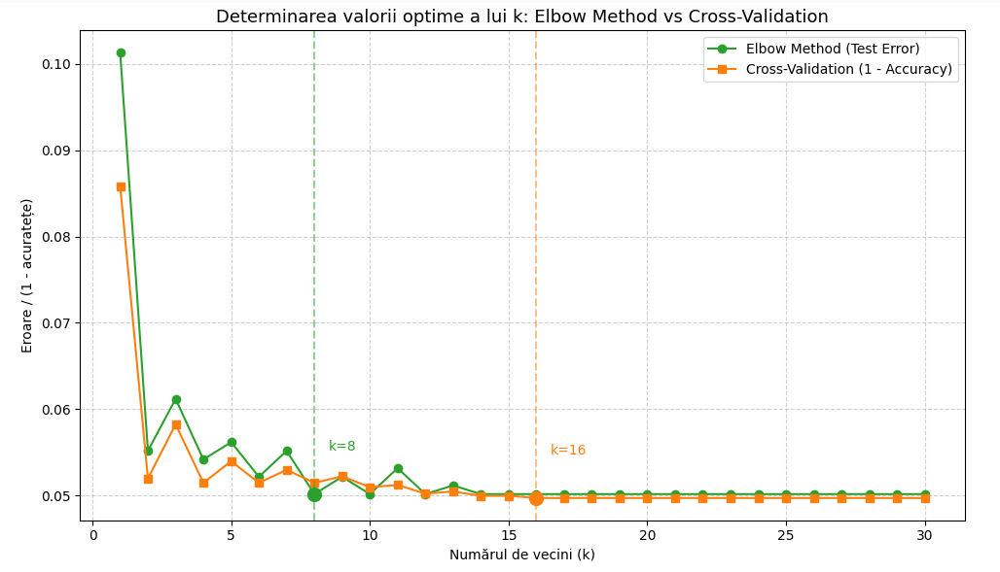 Determinarea valorii optime a lui k: Elbow Method vs Cross-Validation
Elbow Method (Test Error)
Cross-Validation (1 - Accuracy)
0.10
0.09
0.08
0.07
0.06
0.05
Eroare / (1 - acuratețe)
k=8
k=16
0
5
10
15
20
25
30
Numărul de vecini (k)